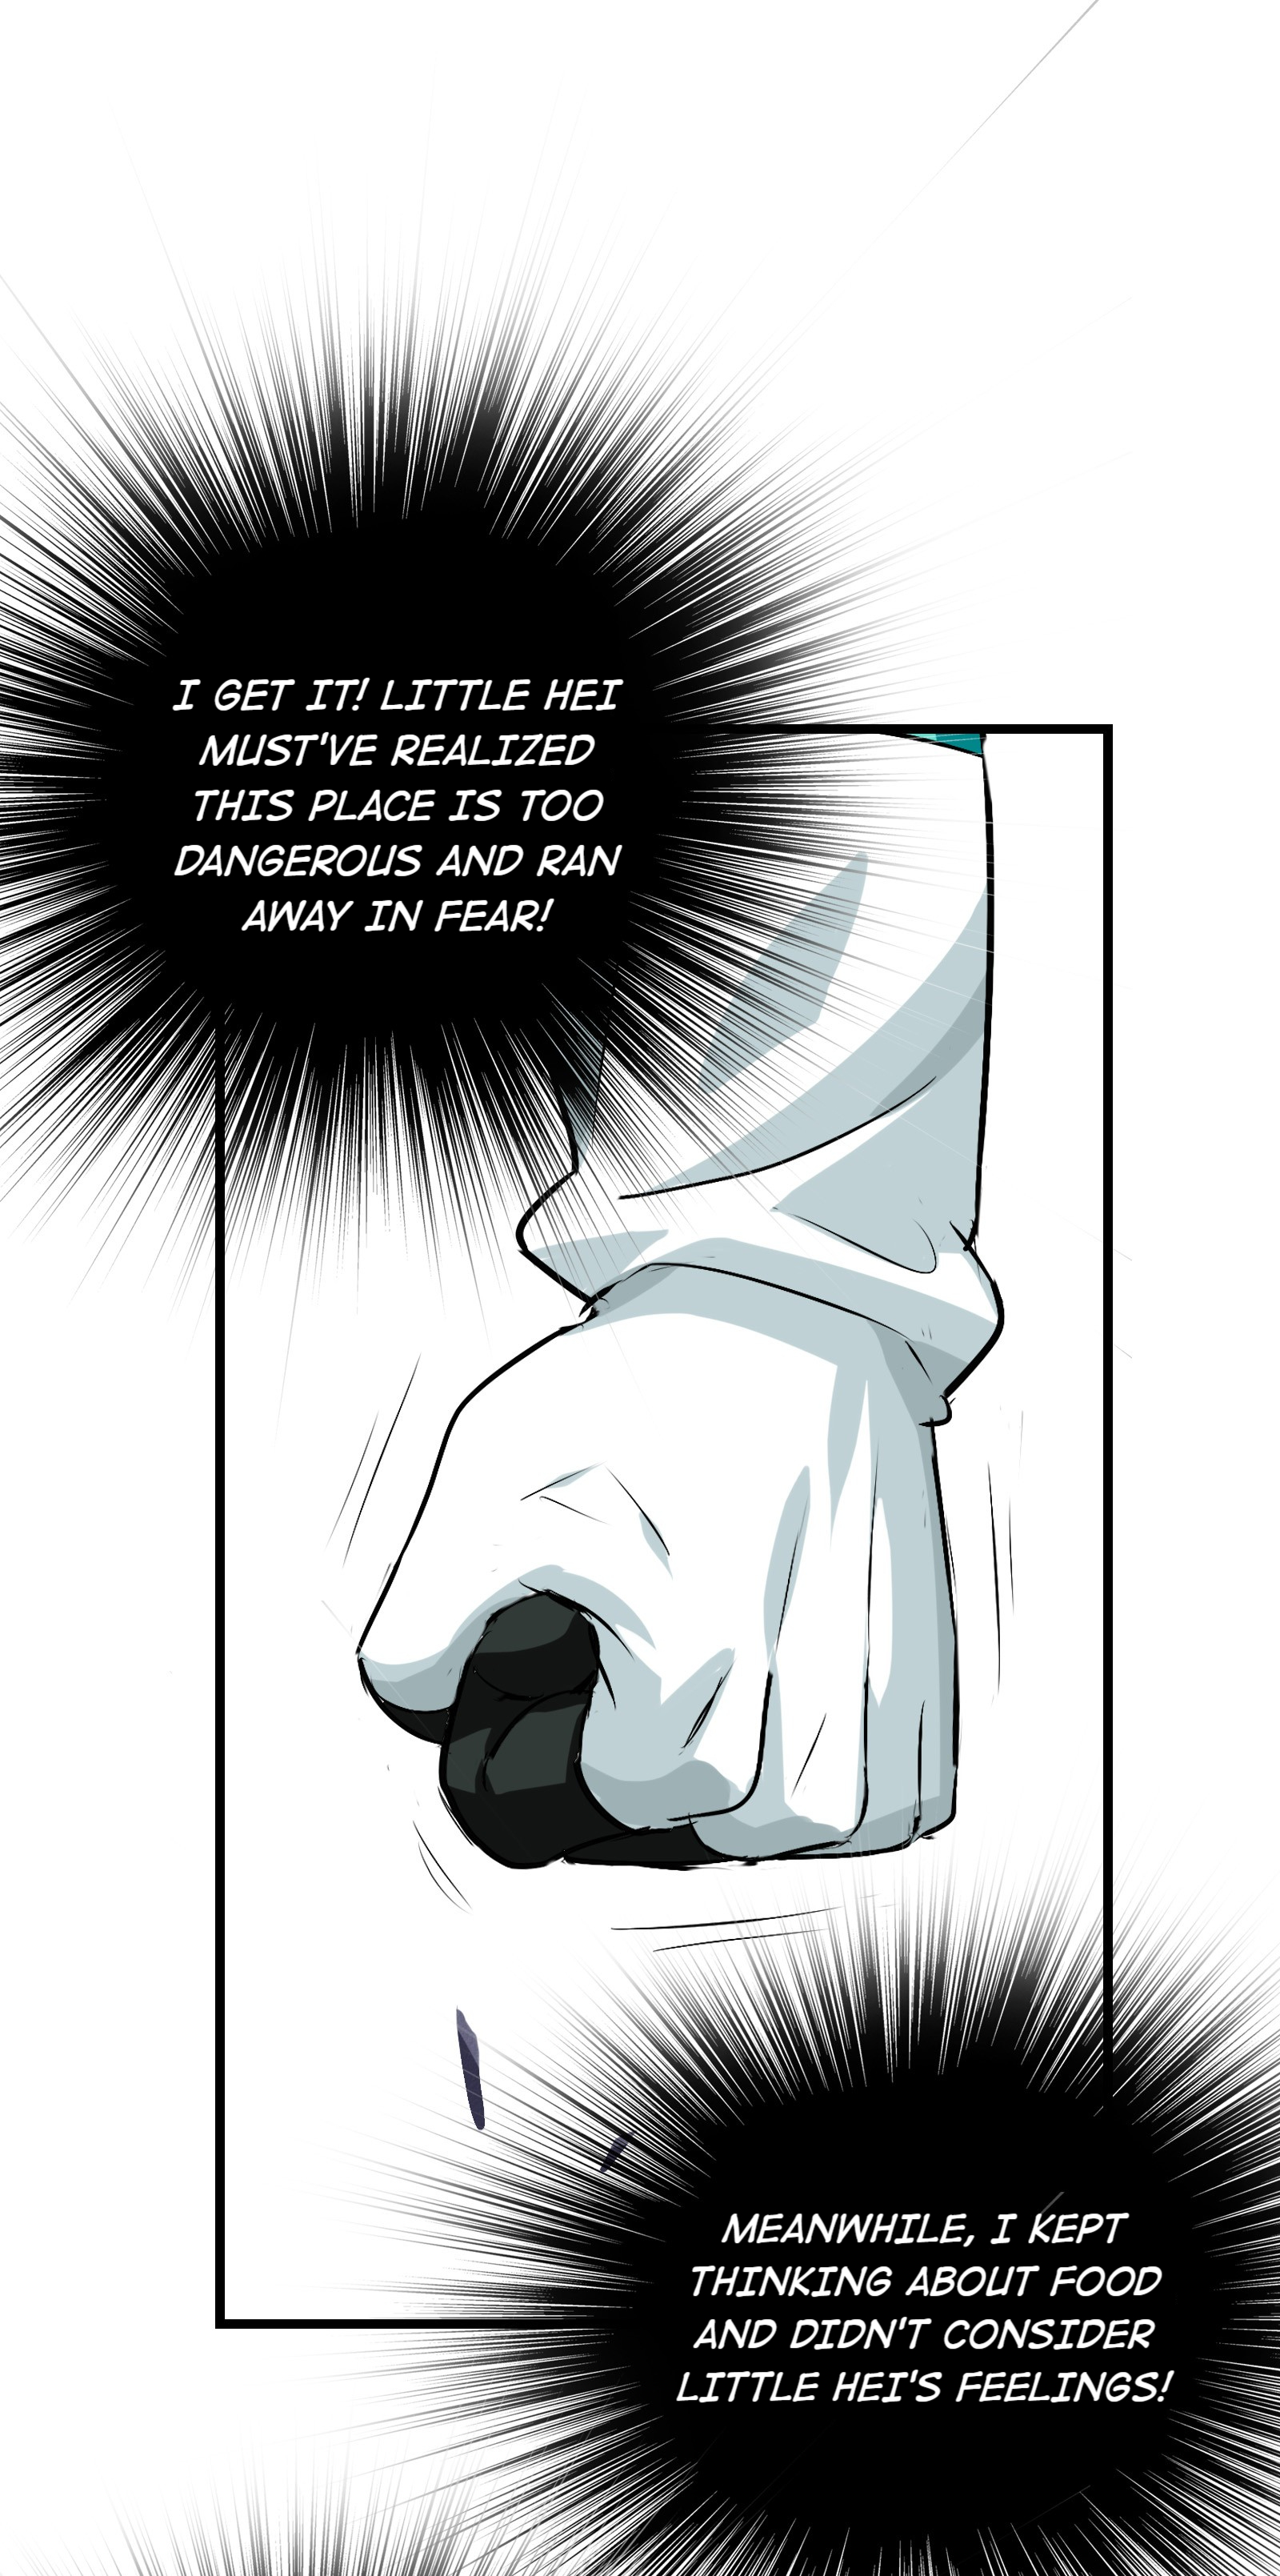 I GET IT! LITTLE HEI
MUST'VE REALIZED
THIS PLACE IS TOO
DANGEROUS AND RAN
AWAY IN FEAR!
MEANWHILE, I KEPT
THINKING ABOUT FOOD
AND DIDN'T CONSIDER
LITTLE HEI'S FEELINGS!